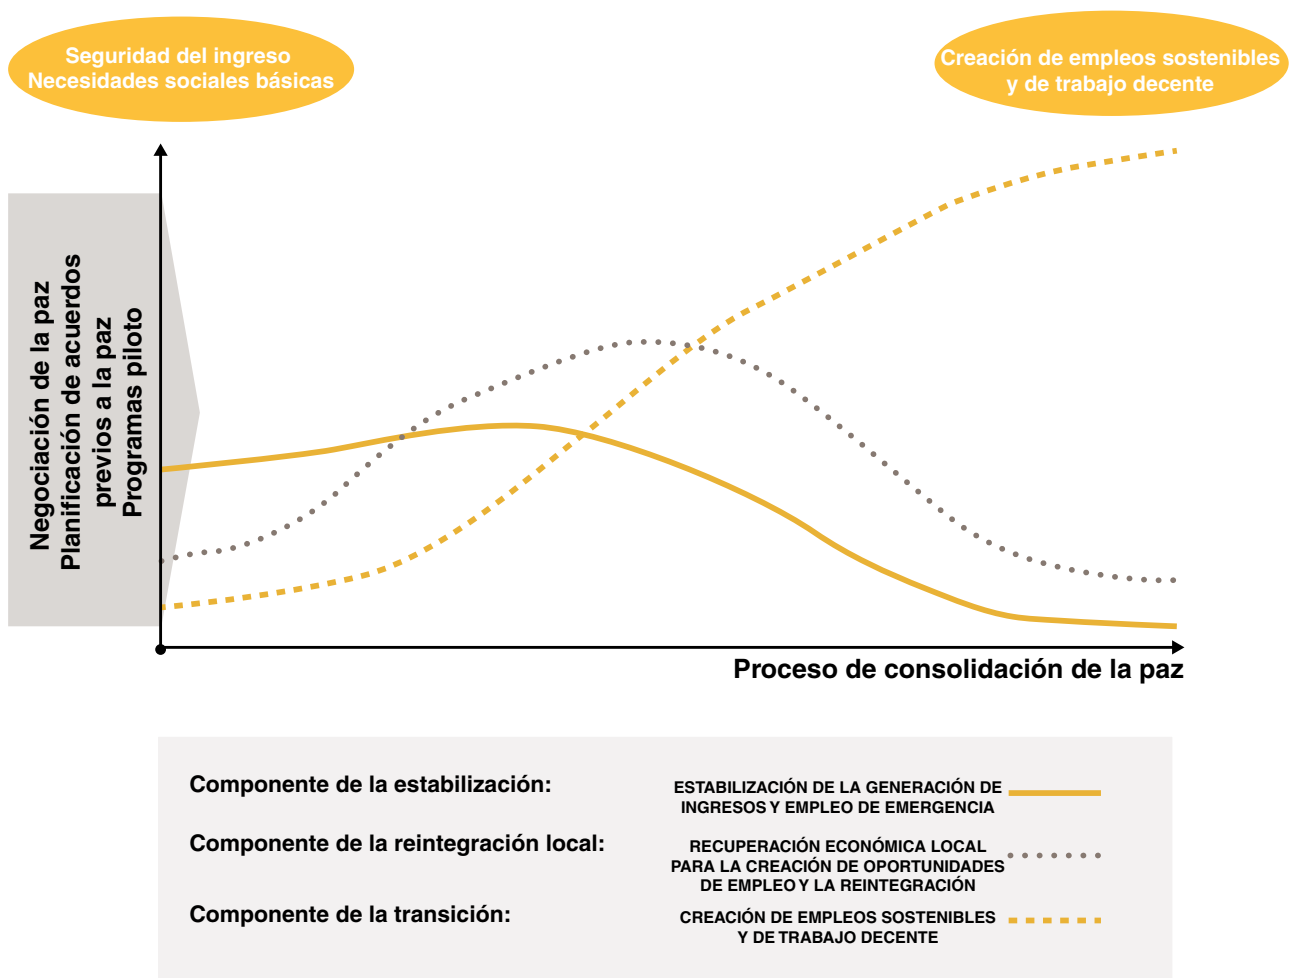 Seguridad del ingreso
Necesidades sociales básicas
Creación de empleos sostenibles
y de trabajo decente
Negociación de la paz
Planificación de acuerdos
previos a la paz
Programas piloto
Proceso de consolidación de la paz
Componente de la estabilización:
ESTABILIZACIÓN DE LA GENERACIÓN DE
INGRESOS Y EMPLEO DE EMERGENCIA
Componente de la reintegración local:
RECUPERACIÓN ECONÓMICA LOCAL
PARA LA CREACIÓN DE OPORTUNIDADES
DE EMPLEO Y LA REINTEGRACIÓN
Componente de la transición:
CREACIÓN DE EMPLEOS SOSTENIBLES
Y DE TRABAJO DECENTE